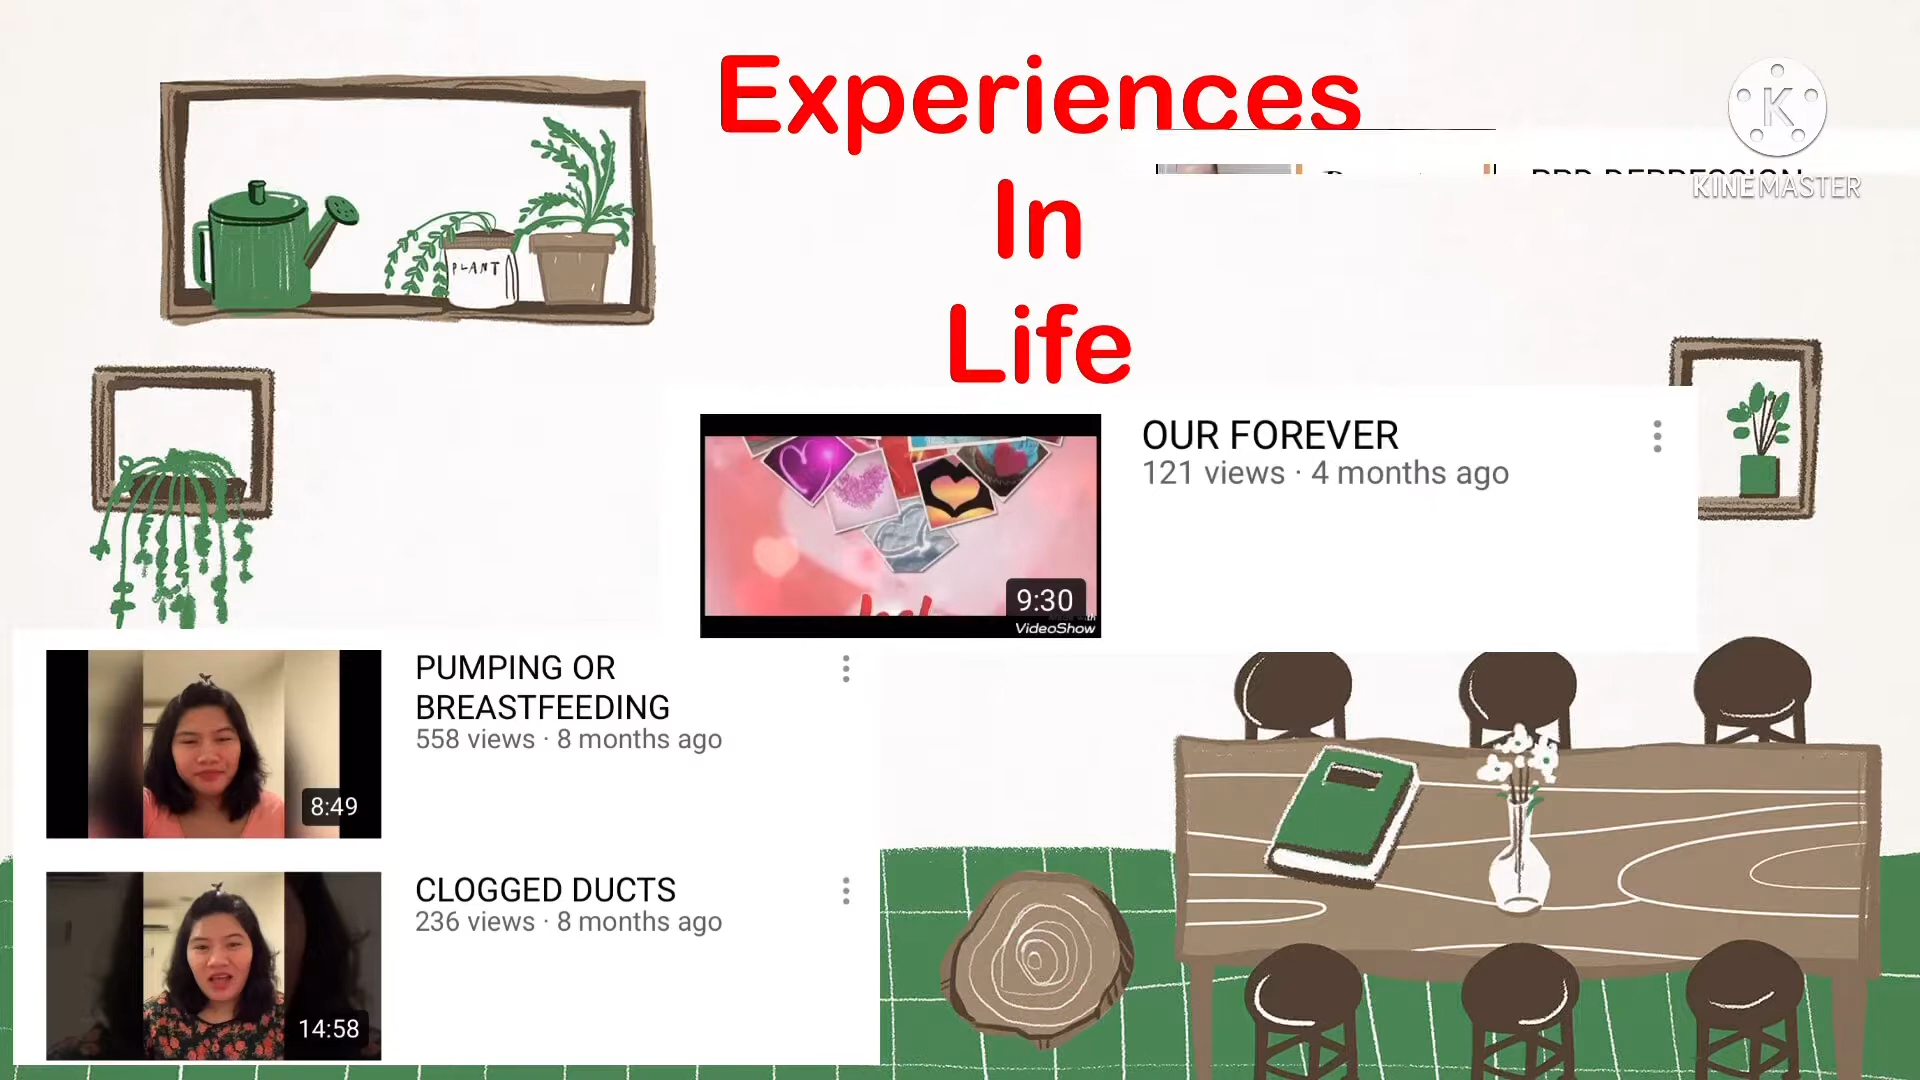 Experiences
In
Life
K
KINEMASTER
PLANT
OUR FOREVER
121 views · 4 months ago
9:30
VideoShow
PUMPING OR
BREASTFEEDING
558 views · 8 months ago
8:49
CLOGGED DUCTS
236 views · 8 months ago
14:58